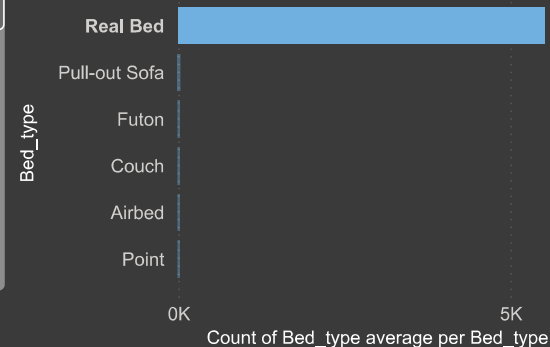 Real Bed
Pull-out Sofa
Futon
Couch
Airbed
Point
Bed_type
0K
5K
Count of Bed_type average per Bed_type